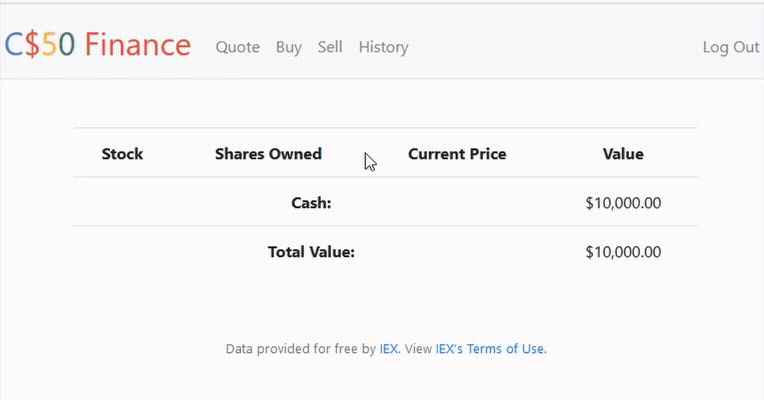 C$50 Finance Quote Buy Sell History Log Out
Stock Shares Owned Current Price Value
Cash: $10,000.00
Total Value: $10,000.00
Data provided for free by IEX. View IEX's Terms of Use.